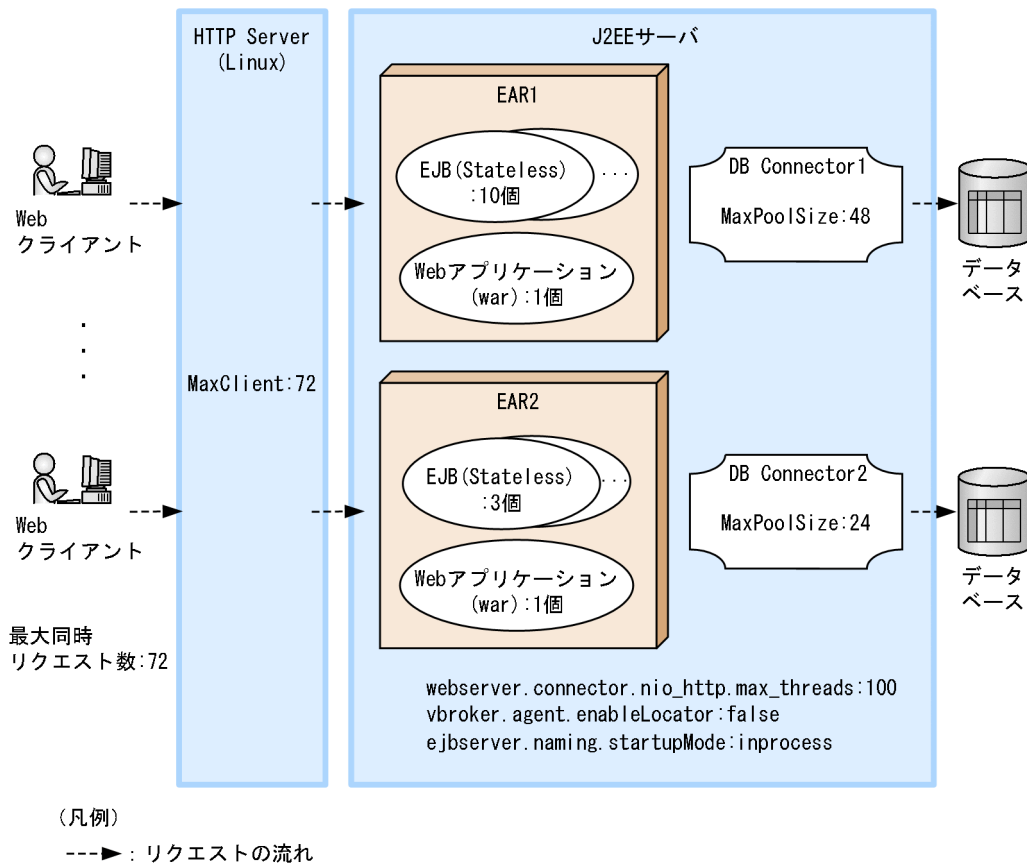 HTTP Server
(Linux)
J2EEサーバ
EAR1
EJB(Stateless)
:10個
...
Webアプリケーション
(war):1個
DB Connector1
MaxPoolSize:48
Web
クライアント
データ
ベース
.
.
.
MaxClient:72
EAR2
EJB(Stateless)
:3個
...
Webアプリケーション
(war):1個
DB Connector2
MaxPoolSize:24
Web
クライアント
データ
ベース
最大同時
リクエスト数:72
webserver.connector.nio_http.max_threads:100
vbroker.agent.enableLocator:false
ejbserver.naming.startupMode:inprocess
(凡例)
:リクエストの流れ